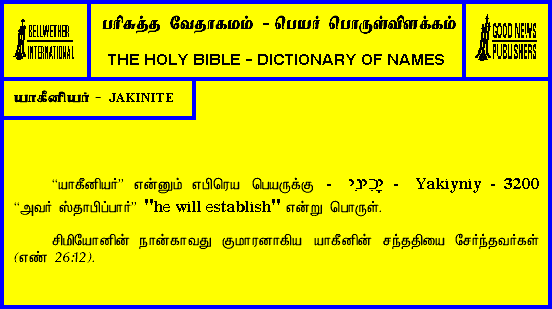 BELLWETHER
INTERNATIONAL
பரிசுத்த வேதாகமம் - பெயர் பொருள்விளக்கம்
THE HOLY BIBLE - DICTIONARY OF NAMES
GOOD NEWS
PUBLISHERS
யாகீனியர் - JAKINITE
“யாகீனியர்” என்னும் எபிரெய பெயருக்கு - יָכִינִי - Yakiyniy - 3200
“அவர் ஸ்தாபிப்பார்” "he will establish" என்று பொருள்.
சிமியோனின் நான்காவது குமாரனாகிய யாகீனின் சந்ததியை சேர்ந்தவர்கள்
(எண் 26:12).